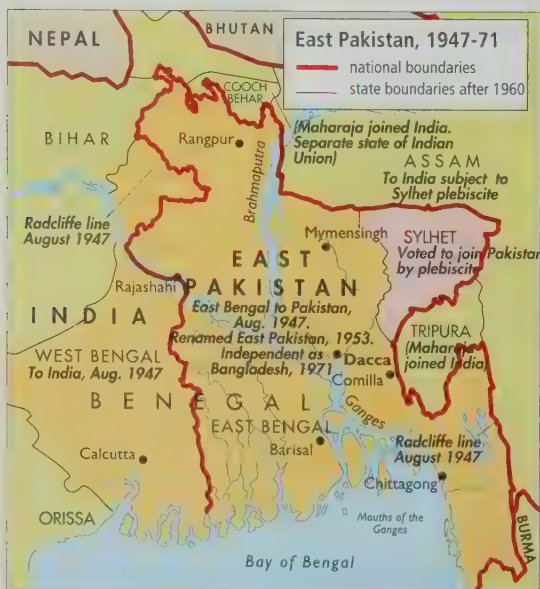 NEPAL
BHUTAN
East Pakistan, 1947-71
national boundaries
state boundaries after 1960
COOCH
BEHAR
(Maharaja joined India.
Separate state of Indian
Union)
BIHAR
Rangpur
Brahmaputra
ASSAM
To India subject to
Sylhet plebiscite
Radcliffe line
August 1947
Mymensingh
SYLHET
Voted to join Pakistan
by plebiscite
EAST
PAKISTAN
Rajashahi
East Bengal to Pakistan,
Aug. 1947.
Renamed East Pakistan, 1953.
Independent as
Bangladesh, 1971
INDIA
TRIPURA
(Maharaja
joined India)
WEST BENGAL
To India, Aug. 1947
Dacca
Comilla
BENEGAL
Ganges
EAST BENGAL
Barisal
Radcliffe line
August 1947
Calcutta
Chittagong
ORISSA
Mouths of the
Ganges
BURMA
Bay of Bengal